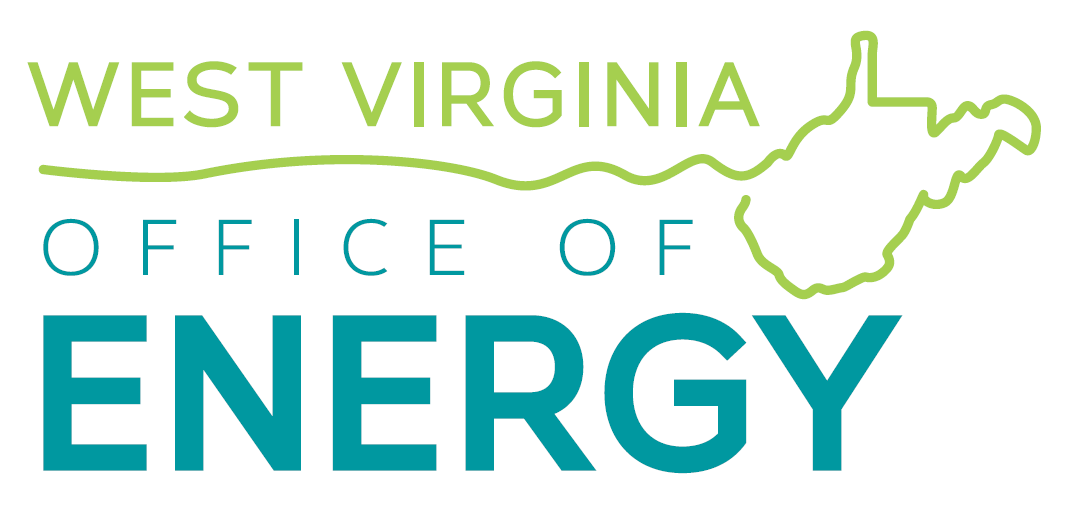 WEST VIRGINIA
OFFICE OF
ENERGY